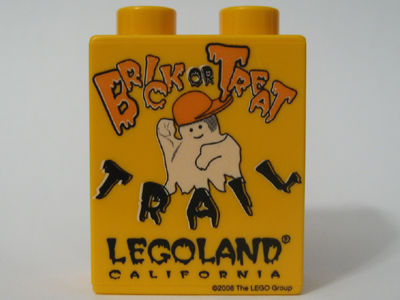 BRICK OR TREAT
TRAIL
LEGOLAND®
CALIFORNIA
©2008 The LEGO Group